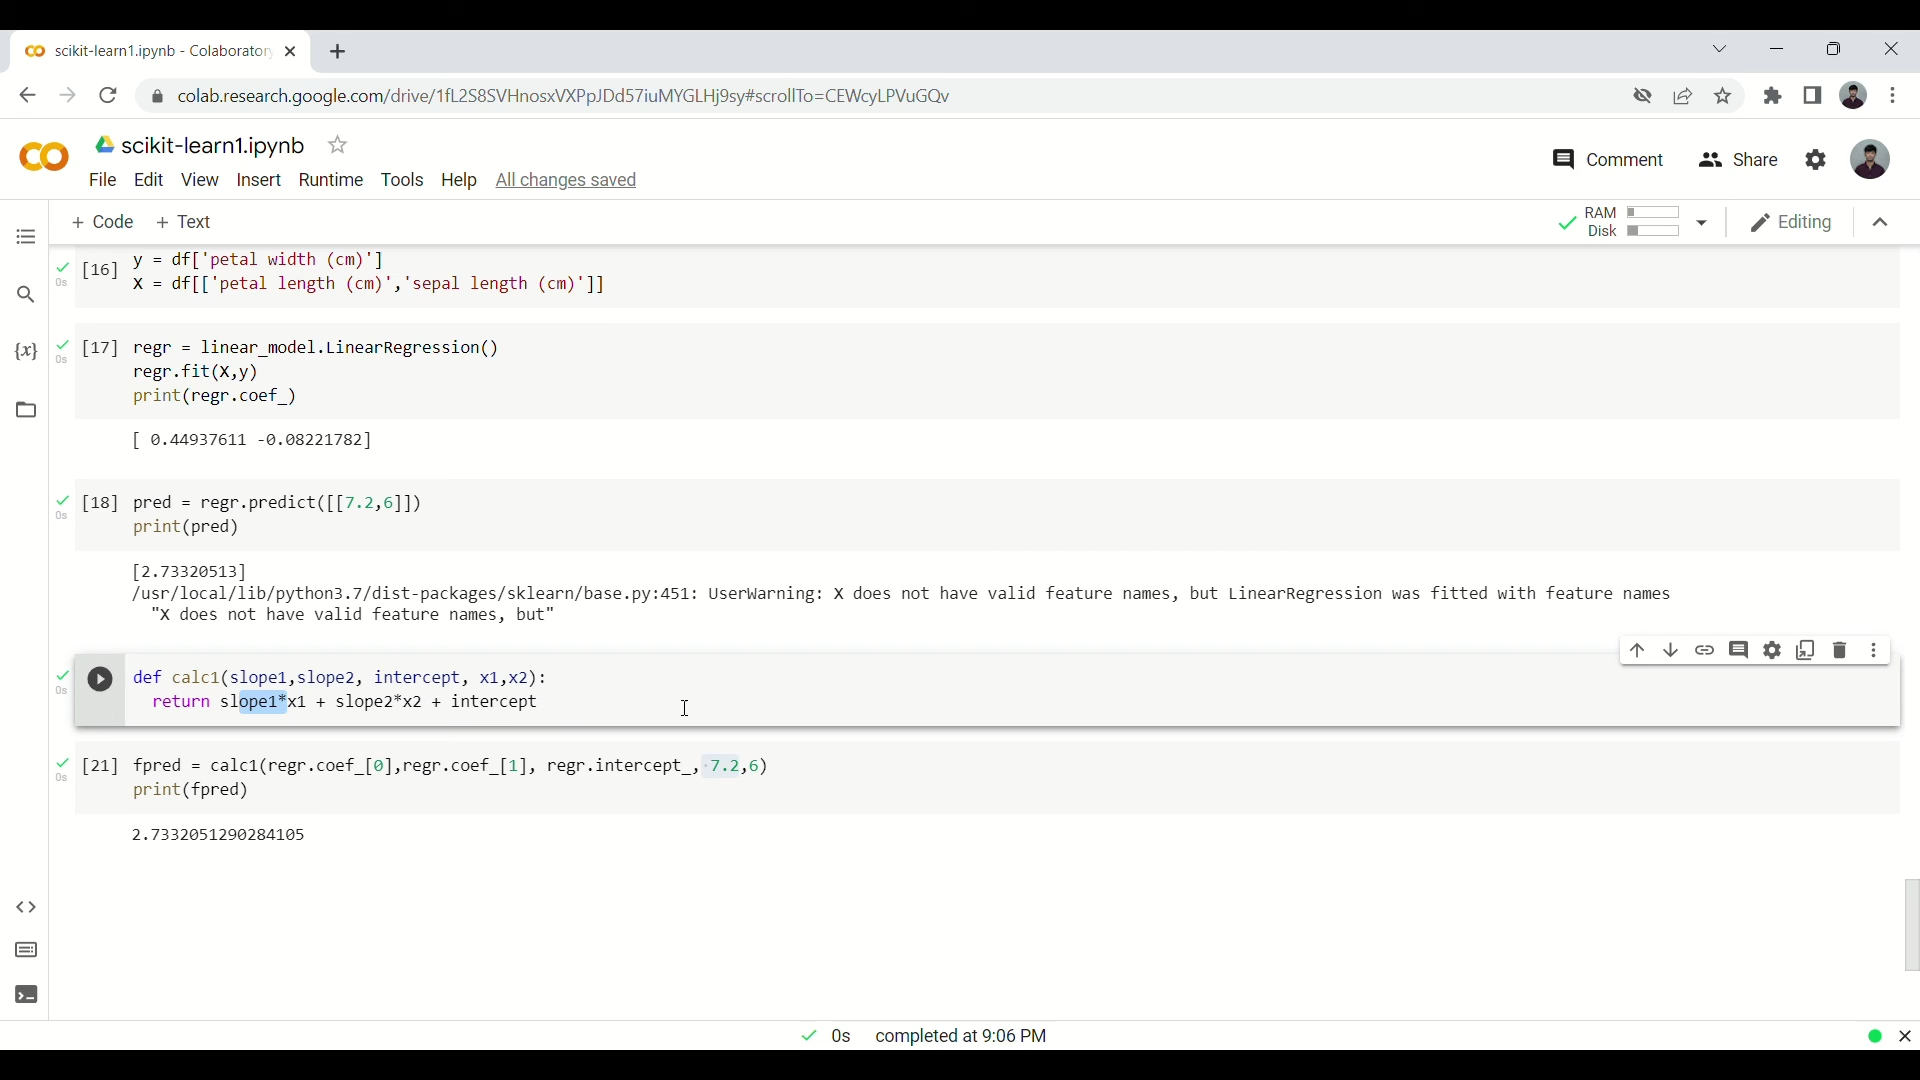 scikit-learn1.ipynb - Colaboratory
colab.research.google.com/drive/1fL2S8SVHnosxVXPpJDd57iuMYGLHj9sy#scrollTo=CEWcyLPVuGQv
scikit-learn1.ipynb
Comment Share
File Edit View Insert Runtime Tools Help All changes saved
+ Code + Text
RAM
Disk
Editing
[16] y = df['petal width (cm)']
X = df[['petal length (cm)','sepal length (cm)']]
0s
[17] regr = linear_model.LinearRegression()
0s
regr.fit(X,y)
print(regr.coef_)
[ 0.44937611 -0.08221782]
[18] pred = regr.predict([[7.2,6]])
0s
print(pred)
[2.73320513]
/usr/local/lib/python3.7/dist-packages/sklearn/base.py:451: UserWarning: X does not have valid feature names, but LinearRegression was fitted with feature names
"X does not have valid feature names, but"
def calc1(slope1,slope2, intercept, x1,x2):
0s
return slope1*x1 + slope2*x2 + intercept
[21] fpred = calc1(regr.coef_[0],regr.coef_[1], regr.intercept_, 7.2,6)
0s
print(fpred)
2.7332051290284105
0s completed at 9:06 PM